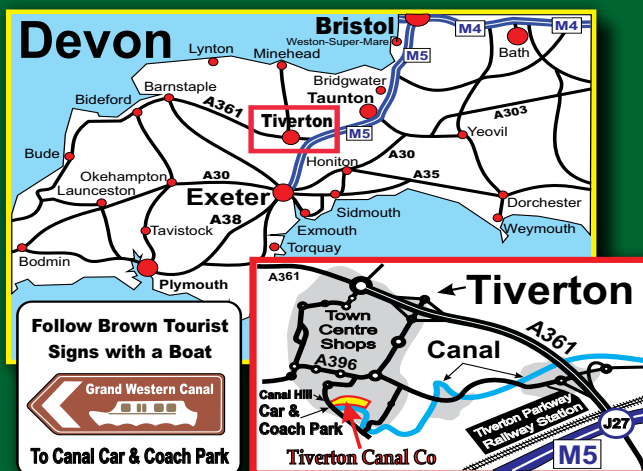 Devon
Bristol
Weston-Super-Mare
M4
M4
M5
Bath
Lynton
Minehead
Bridgwater
Taunton
Barnstaple
A361
Bideford
Tiverton
M5
A303
Yeovil
Bude
Honiton
A30
Okehampton
A30
A35
Launceston
Exeter
Dorchester
Sidmouth
A38
Exmouth
Weymouth
Tavistock
Torquay
Bodmin
Plymouth
Follow Brown Tourist
Signs with a Boat
Grand Western Canal
To Canal Car & Coach Park
A361
Tiverton
Town
Centre
Shops
A361
Canal
A396
Canal Hill
Car &
Coach Park
Tiverton Parkway
Railway Station
J27
Tiverton Canal Co
M5